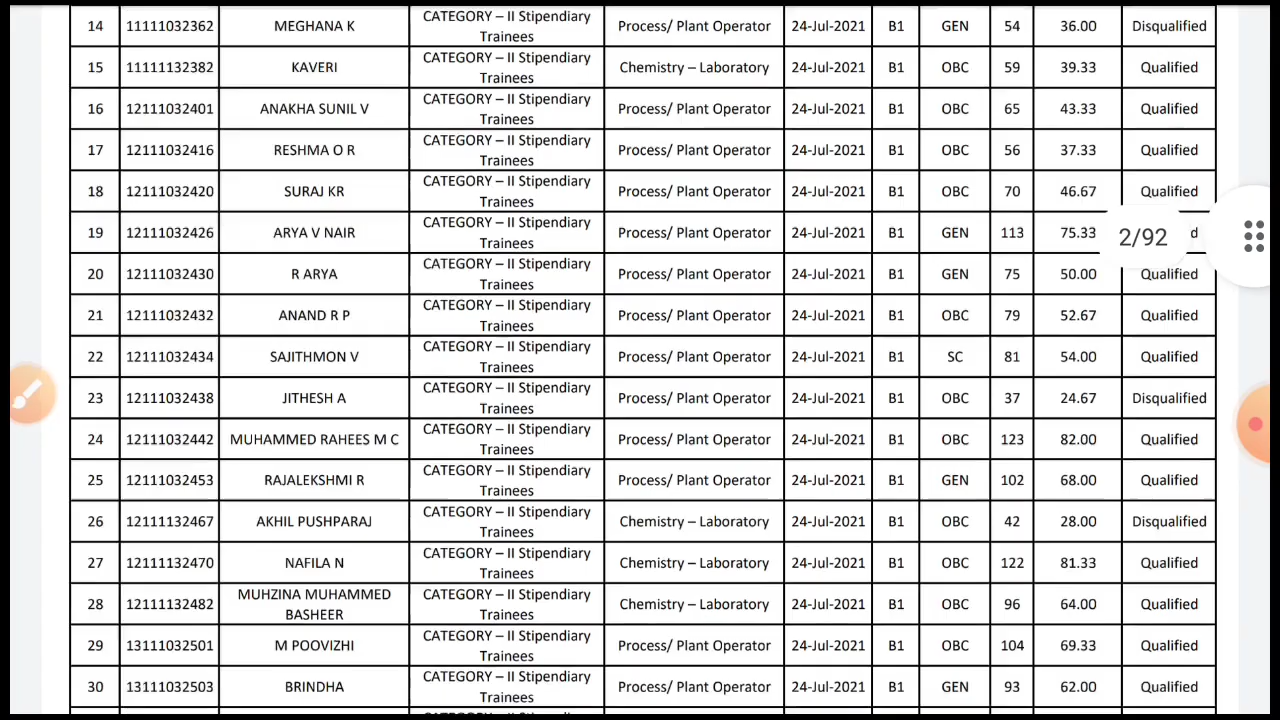 14 11111032362 MEGHANA K CATEGORY – II Stipendiary Trainees Process/ Plant Operator 24-Jul-2021 B1 GEN 54 36.00 Disqualified
15 11111132382 KAVERI CATEGORY – II Stipendiary Trainees Chemistry – Laboratory 24-Jul-2021 B1 OBC 59 39.33 Qualified
16 12111032401 ANAKHA SUNIL V CATEGORY – II Stipendiary Trainees Process/ Plant Operator 24-Jul-2021 B1 OBC 65 43.33 Qualified
17 12111032416 RESHMA O R CATEGORY – II Stipendiary Trainees Process/ Plant Operator 24-Jul-2021 B1 OBC 56 37.33 Qualified
18 12111032420 SURAJ KR CATEGORY – II Stipendiary Trainees Process/ Plant Operator 24-Jul-2021 B1 OBC 70 46.67 Qualified
19 12111032426 ARYA V NAIR CATEGORY – II Stipendiary Trainees Process/ Plant Operator 24-Jul-2021 B1 GEN 113 75.33
2/92
20 12111032430 R ARYA CATEGORY – II Stipendiary Trainees Process/ Plant Operator 24-Jul-2021 B1 GEN 75 50.00 Qualified
21 12111032432 ANAND R P CATEGORY – II Stipendiary Trainees Process/ Plant Operator 24-Jul-2021 B1 OBC 79 52.67 Qualified
22 12111032434 SAJITHMON V CATEGORY – II Stipendiary Trainees Process/ Plant Operator 24-Jul-2021 B1 SC 81 54.00 Qualified
23 12111032438 JITHESH A CATEGORY – II Stipendiary Trainees Process/ Plant Operator 24-Jul-2021 B1 OBC 37 24.67 Disqualified
24 12111032442 MUHAMMED RAHEES M C CATEGORY – II Stipendiary Trainees Process/ Plant Operator 24-Jul-2021 B1 OBC 123 82.00 Qualified
25 12111032453 RAJALEKSHMI R CATEGORY – II Stipendiary Trainees Process/ Plant Operator 24-Jul-2021 B1 GEN 102 68.00 Qualified
26 12111132467 AKHIL PUSHPARAJ CATEGORY – II Stipendiary Trainees Chemistry – Laboratory 24-Jul-2021 B1 OBC 42 28.00 Disqualified
27 12111132470 NAFILA N CATEGORY – II Stipendiary Trainees Chemistry – Laboratory 24-Jul-2021 B1 OBC 122 81.33 Qualified
28 12111132482 MUHZINA MUHAMMED BASHEER CATEGORY – II Stipendiary Trainees Chemistry – Laboratory 24-Jul-2021 B1 OBC 96 64.00 Qualified
29 13111032501 M POOVIZHI CATEGORY – II Stipendiary Trainees Process/ Plant Operator 24-Jul-2021 B1 OBC 104 69.33 Qualified
30 13111032503 BRINDHA CATEGORY – II Stipendiary Trainees Process/ Plant Operator 24-Jul-2021 B1 GEN 93 62.00 Qualified